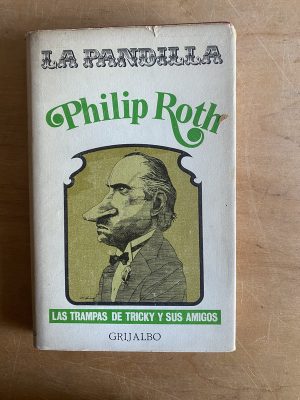 LA PANDILLA
Philip Roth
LAS TRAMPAS DE TRICKY Y SUS AMIGOS
GRIJALBO